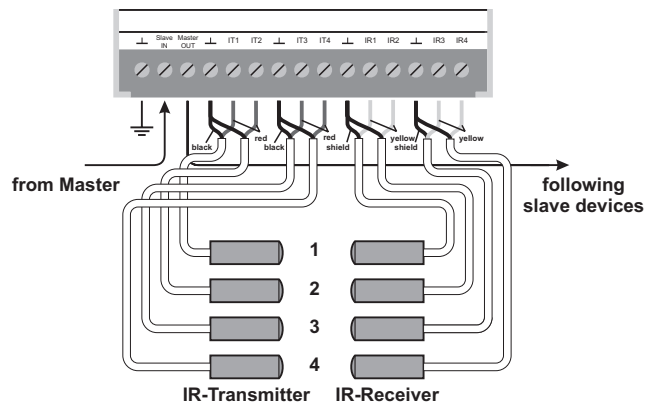 ⊥ Slave IN Master OUT ⊥ IT1 IT2 ⊥ IT3 IT4 ⊥ IR1 IR2 ⊥ IR3 IR4
black red black red shield yellow shield yellow
from Master
following
slave devices
1
2
3
4
IR-Transmitter IR-Receiver